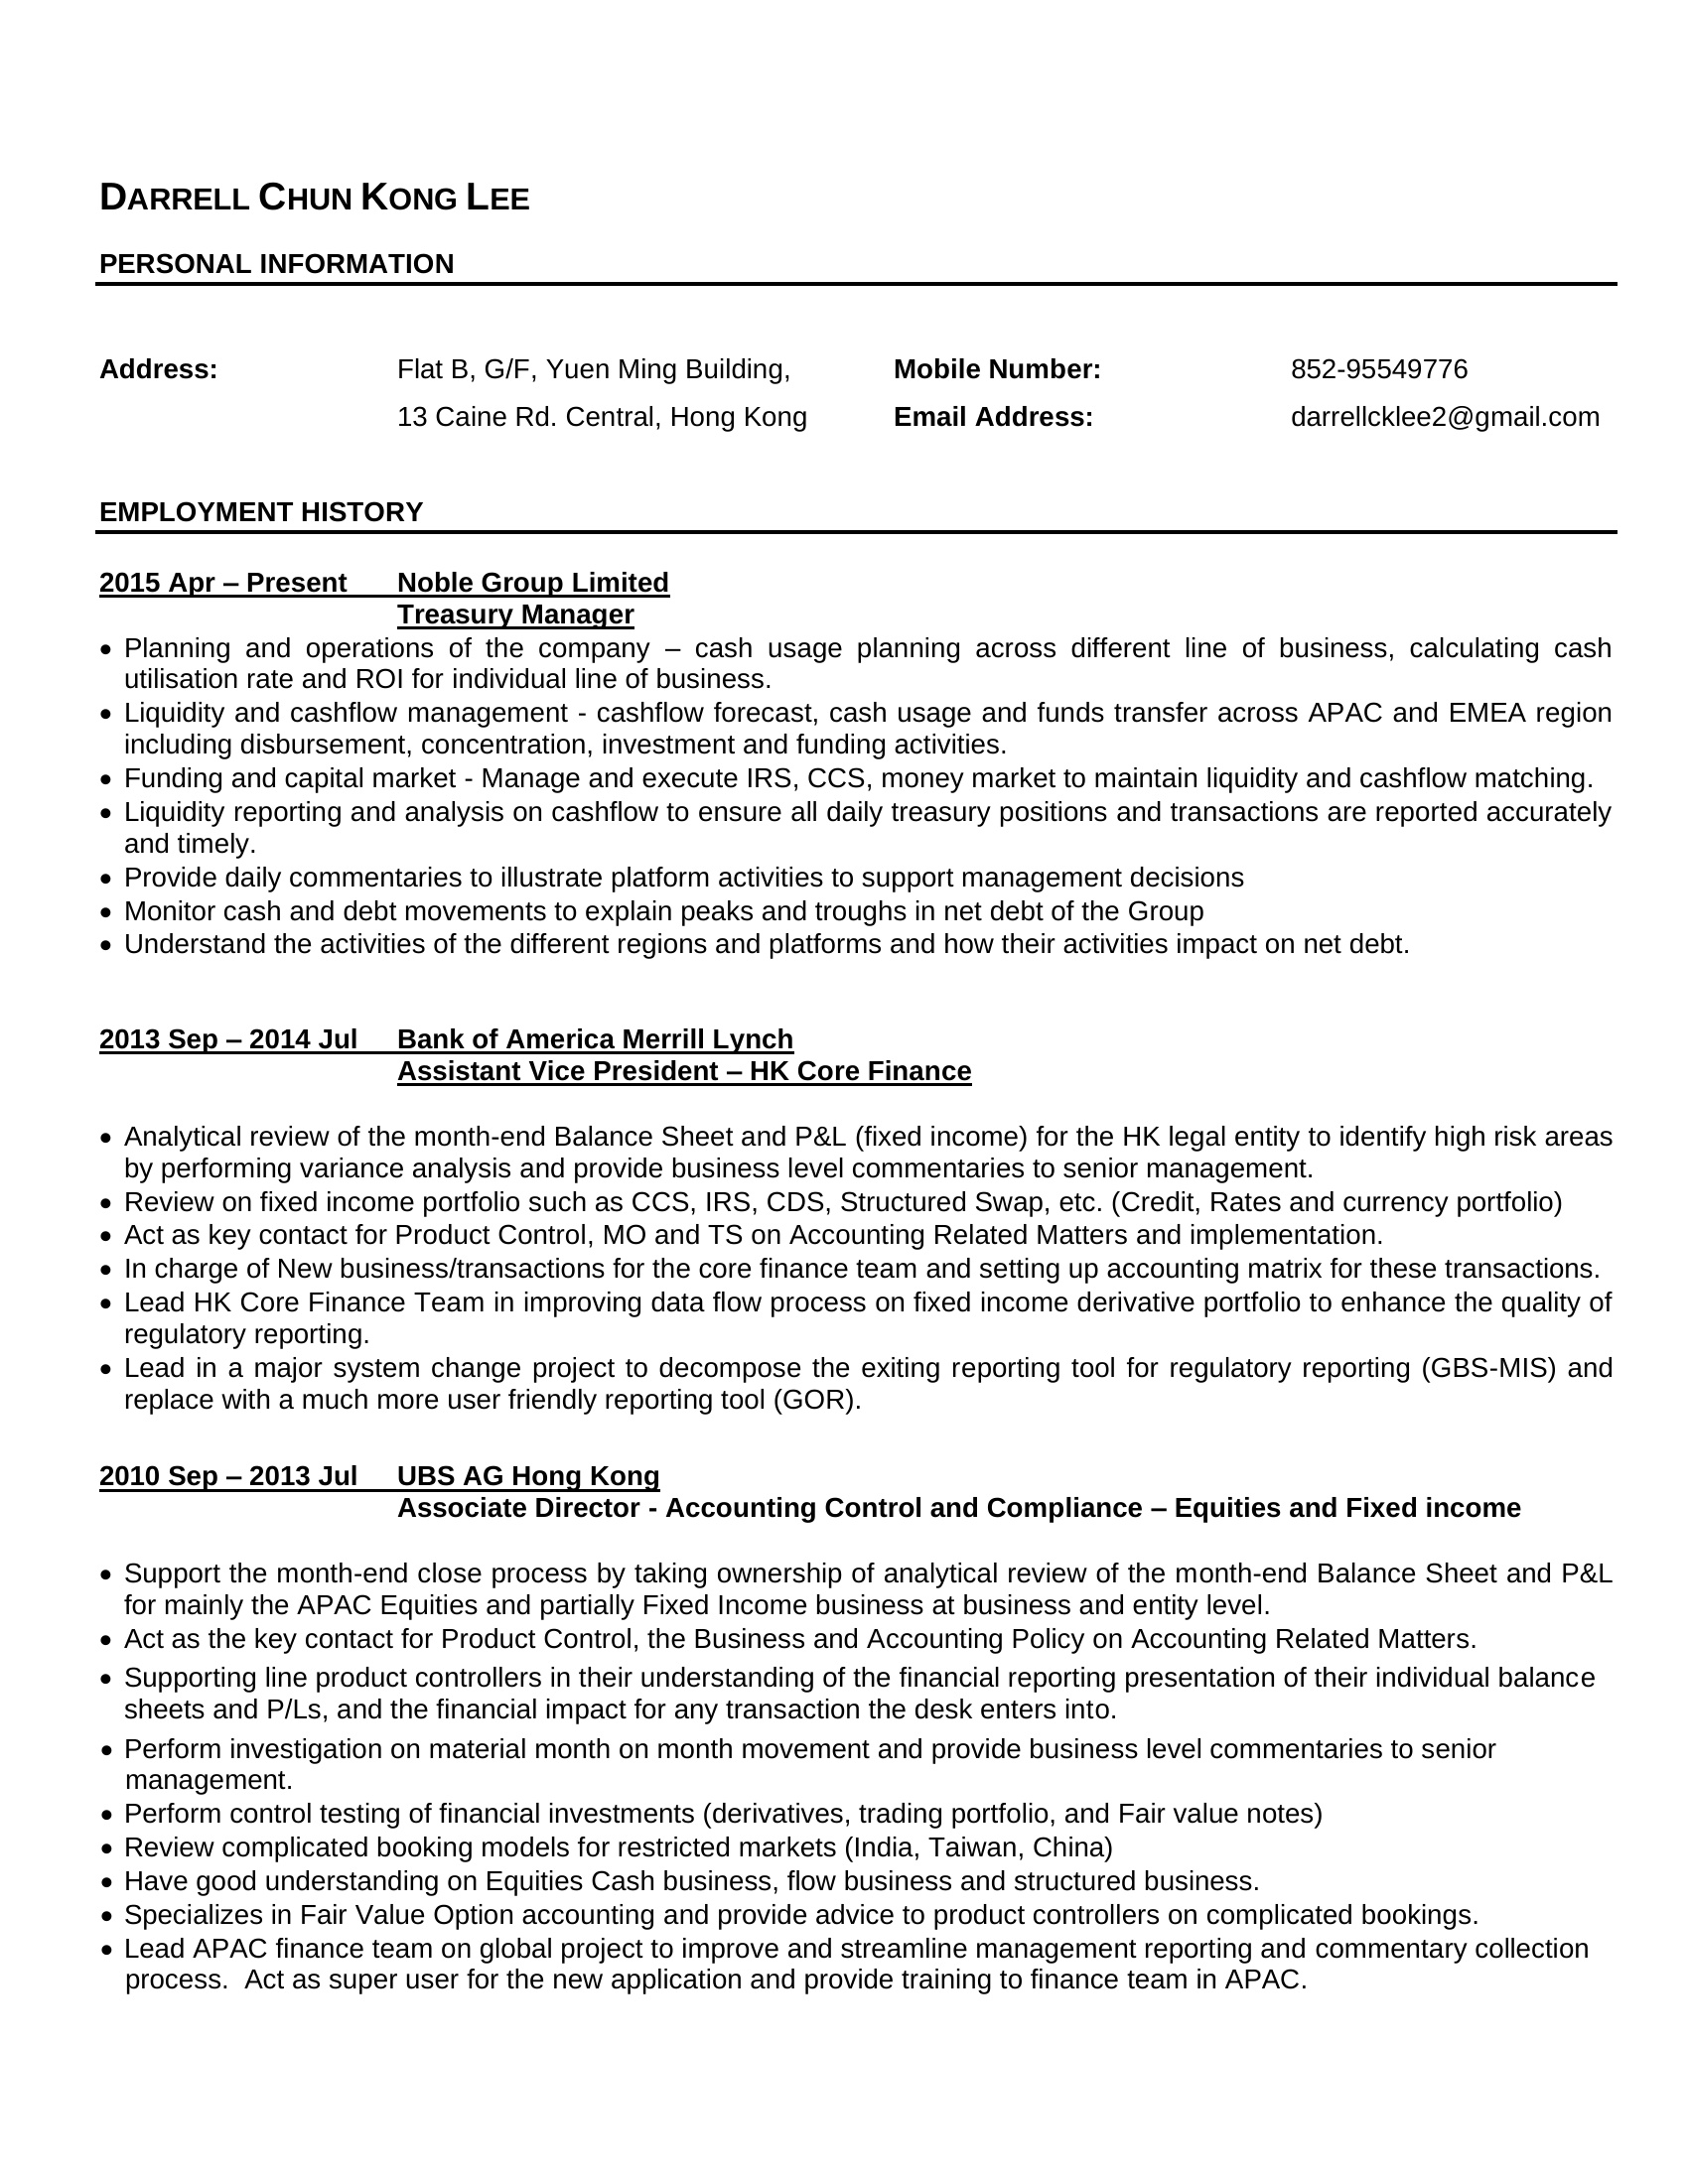 DARRELL CHUN KONG LEE
PERSONAL INFORMATION
Address: Flat B, G/F, Yuen Ming Building, Mobile Number: 852-95549776
13 Caine Rd. Central, Hong Kong Email Address: darrellcklee2@gmail.com
EMPLOYMENT HISTORY
2015 Apr – Present Noble Group Limited
Treasury Manager
• Planning and operations of the company – cash usage planning across different line of business, calculating cash
utilisation rate and ROI for individual line of business.
• Liquidity and cashflow management - cashflow forecast, cash usage and funds transfer across APAC and EMEA region
including disbursement, concentration, investment and funding activities.
• Funding and capital market - Manage and execute IRS, CCS, money market to maintain liquidity and cashflow matching.
• Liquidity reporting and analysis on cashflow to ensure all daily treasury positions and transactions are reported accurately
and timely.
• Provide daily commentaries to illustrate platform activities to support management decisions
• Monitor cash and debt movements to explain peaks and troughs in net debt of the Group
• Understand the activities of the different regions and platforms and how their activities impact on net debt.
2013 Sep – 2014 Jul Bank of America Merrill Lynch
Assistant Vice President – HK Core Finance
• Analytical review of the month-end Balance Sheet and P&L (fixed income) for the HK legal entity to identify high risk areas
by performing variance analysis and provide business level commentaries to senior management.
• Review on fixed income portfolio such as CCS, IRS, CDS, Structured Swap, etc. (Credit, Rates and currency portfolio)
• Act as key contact for Product Control, MO and TS on Accounting Related Matters and implementation.
• In charge of New business/transactions for the core finance team and setting up accounting matrix for these transactions.
• Lead HK Core Finance Team in improving data flow process on fixed income derivative portfolio to enhance the quality of
regulatory reporting.
• Lead in a major system change project to decompose the exiting reporting tool for regulatory reporting (GBS-MIS) and
replace with a much more user friendly reporting tool (GOR).
2010 Sep – 2013 Jul UBS AG Hong Kong
Associate Director - Accounting Control and Compliance – Equities and Fixed income
• Support the month-end close process by taking ownership of analytical review of the month-end Balance Sheet and P&L
for mainly the APAC Equities and partially Fixed Income business at business and entity level.
• Act as the key contact for Product Control, the Business and Accounting Policy on Accounting Related Matters.
• Supporting line product controllers in their understanding of the financial reporting presentation of their individual balance
sheets and P/Ls, and the financial impact for any transaction the desk enters into.
• Perform investigation on material month on month movement and provide business level commentaries to senior
management.
• Perform control testing of financial investments (derivatives, trading portfolio, and Fair value notes)
• Review complicated booking models for restricted markets (India, Taiwan, China)
• Have good understanding on Equities Cash business, flow business and structured business.
• Specializes in Fair Value Option accounting and provide advice to product controllers on complicated bookings.
• Lead APAC finance team on global project to improve and streamline management reporting and commentary collection
process.  Act as super user for the new application and provide training to finance team in APAC.